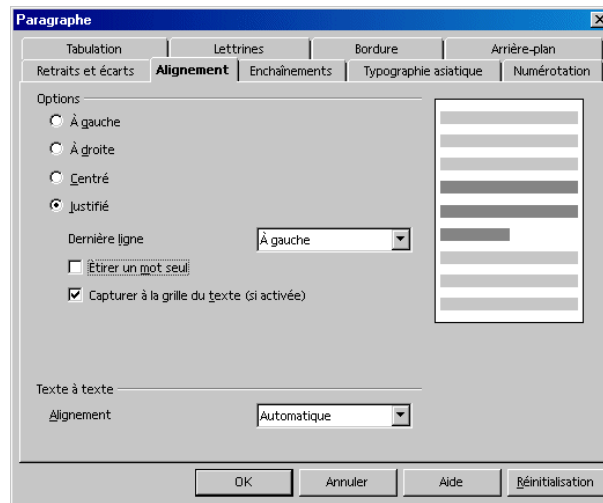 Paragraphe
Tabulation Lettrines Bordure Arrière-plan
Retraits et écarts Alignement Enchaînements Typographie asiatique Numérotation
Options
À gauche
À droite
Centré
Justifié
Dernière ligne À gauche
Étirer un mot seul
Capturer à la grille du texte (si activée)
Texte à texte
Alignement Automatique
OK Annuler Aide Réinitialisation